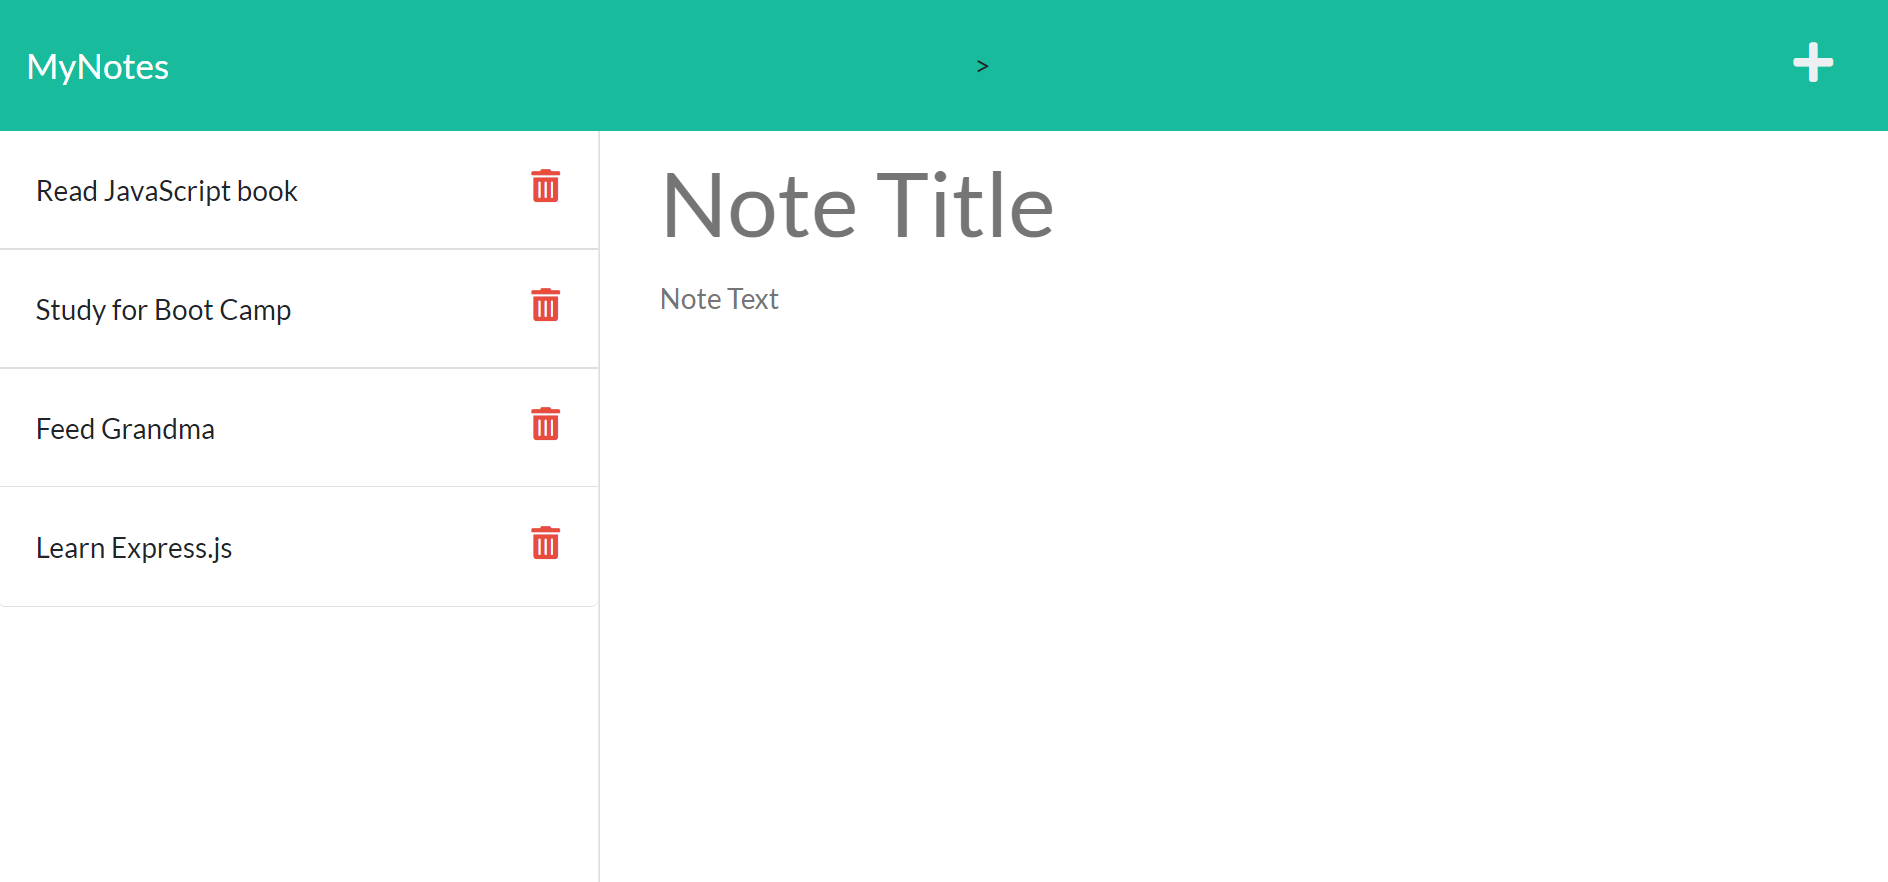 MyNotes
>
Read JavaScript book
Study for Boot Camp
Feed Grandma
Learn Express.js
Note Title
Note Text